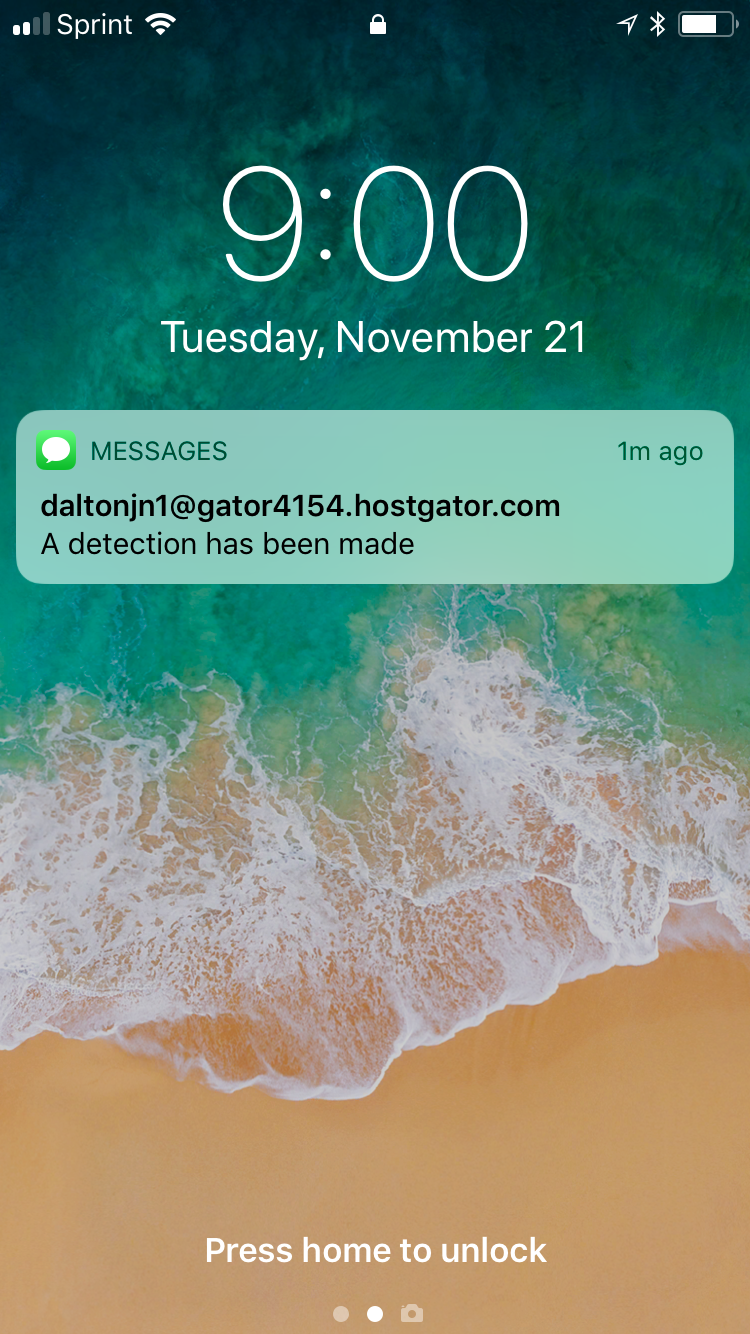 Sprint
9:00
Tuesday, November 21
MESSAGES 1m ago
daltonjn1@gator4154.hostgator.com
A detection has been made
Press home to unlock